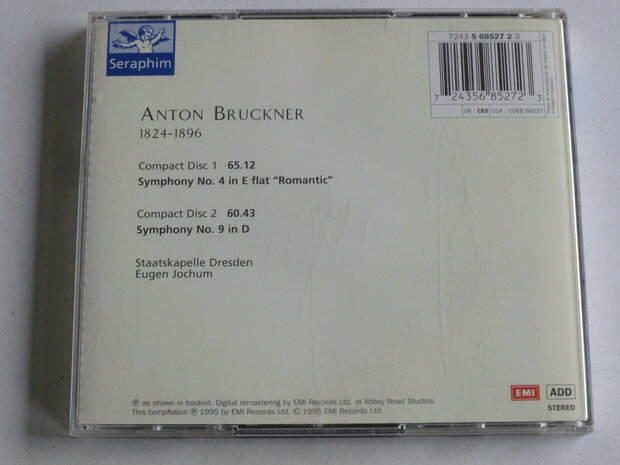 Seraphim
7243 5 68527 2 3
7 24356 85272 3
UK : CES USA : CDEB 68527
ANTON BRUCKNER
1824-1896
Compact Disc 1 65.12
Symphony No. 4 in E flat “Romantic”
Compact Disc 2 60.43
Symphony No. 9 in D
Staatskapelle Dresden
Eugen Jochum
℗ as shown in booklet. Digital remastering by EMI Records Ltd. at Abbey Road Studios.
This compilation ℗ 1995 by EMI Records Ltd. © 1995 EMI Records Ltd.
EMI
ADD
STEREO